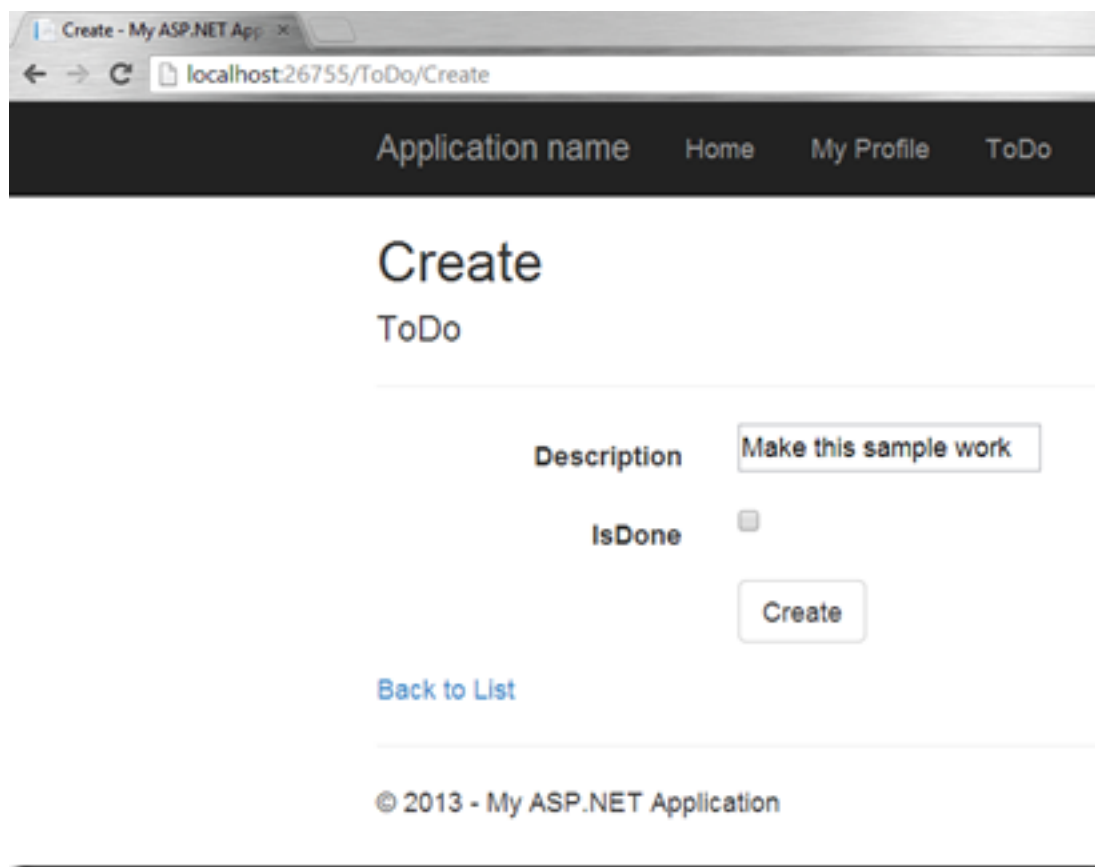 Create - My ASP.NET App
localhost:26755/ToDo/Create
Application name Home My Profile ToDo
Create
ToDo
Description Make this sample work
IsDone
Create
Back to List
© 2013 - My ASP.NET Application